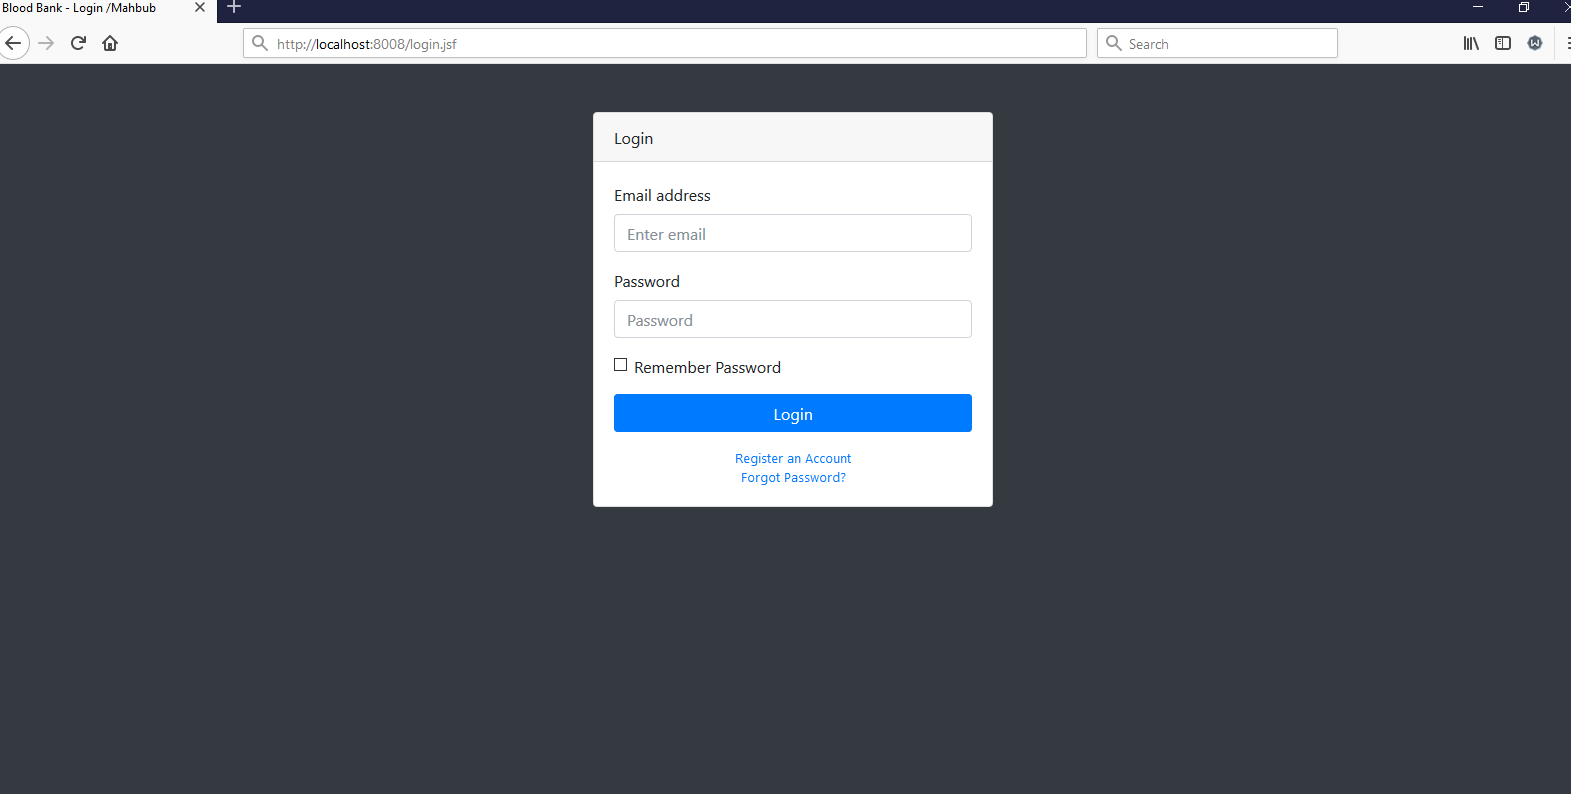 Blood Bank - Login /Mahbub
http://localhost:8008/login.jsf
Search
Login
Email address
Enter email
Password
Password
Remember Password
Login
Register an Account
Forgot Password?